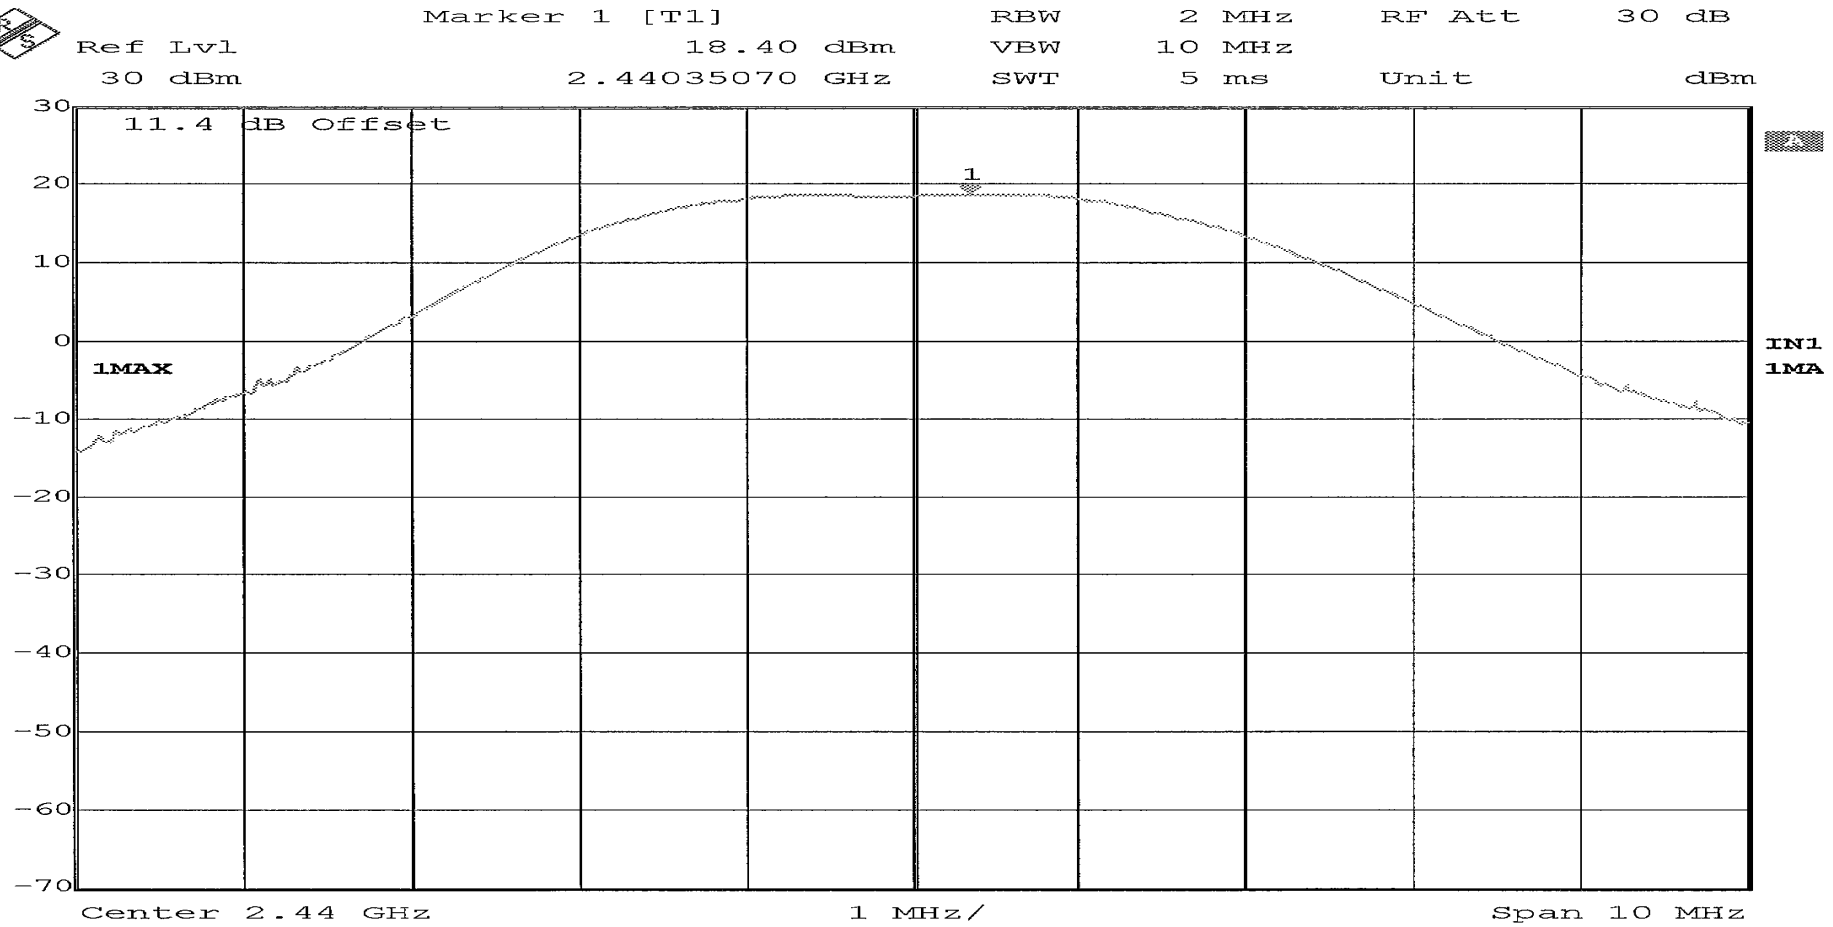 Marker 1 [T1] RBW 2 MHz RF Att 30 dB
Ref Lvl 18.40 dBm VBW 10 MHz
30 dBm 2.44035070 GHz SWT 5 ms Unit dBm
30
11.4 dB Offset
A
1
20
10
0
IN1
1MAX 1MA
-10
-20
-30
-40
-50
-60
-70
Center 2.44 GHz 1 MHz/ Span 10 MHz